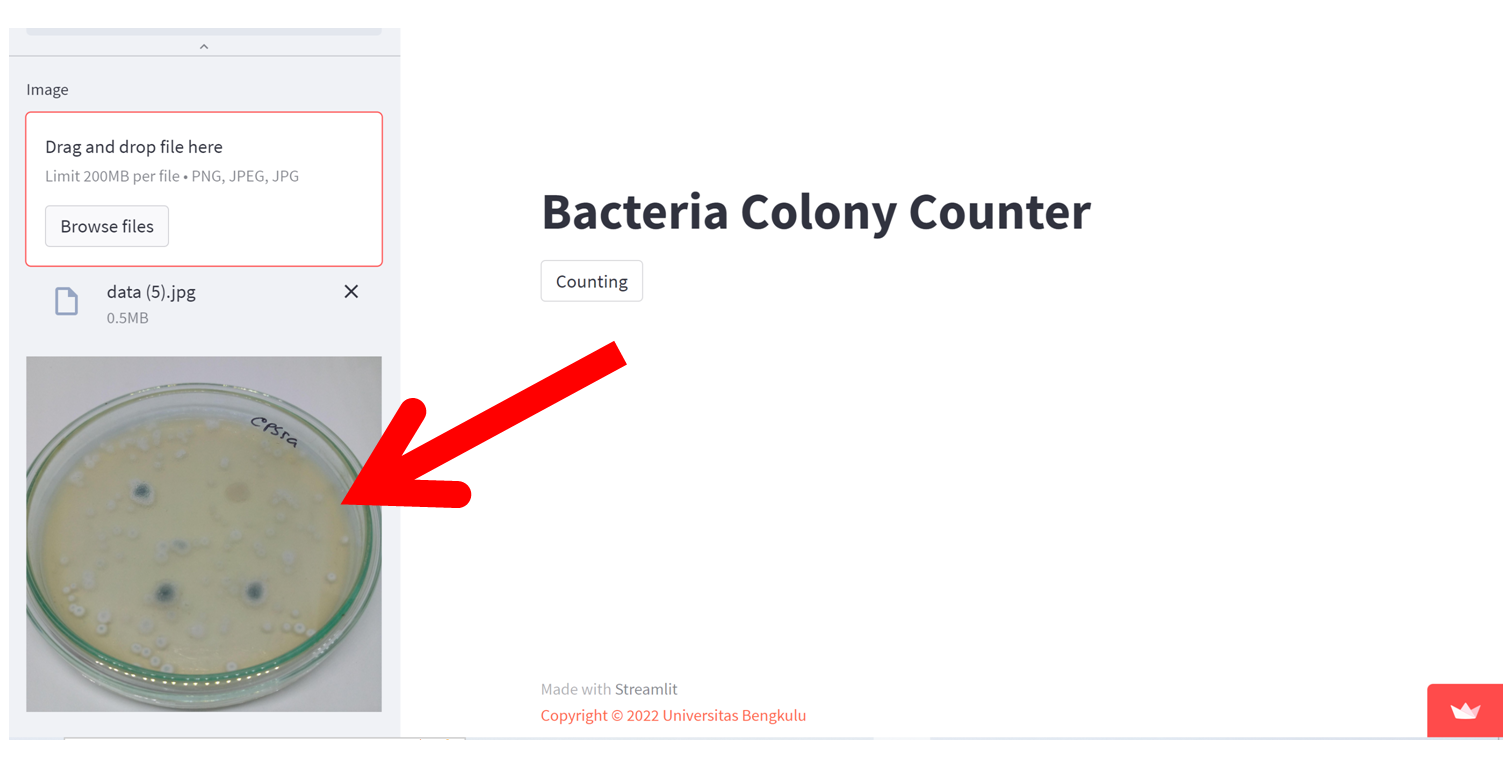 Image
Drag and drop file here
Limit 200MB per file • PNG, JPEG, JPG
Browse files
data (5).jpg
0.5MB
Bacteria Colony Counter
Counting
Made with Streamlit
Copyright © 2022 Universitas Bengkulu